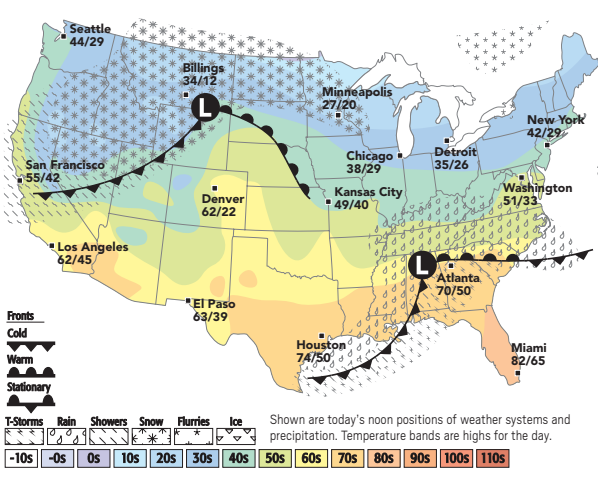 Seattle
44/29
Billings
34/12
L
Minneapolis
27/20
New York
42/29
San Francisco
55/42
Chicago
38/29
Detroit
35/26
Denver
62/22
Kansas City
49/40
Washington
51/33
Los Angeles
62/45
L
Atlanta
70/50
El Paso
63/39
Houston
74/50
Miami
82/65
Fronts
Cold
Warm
Stationary
T-Storms Rain Showers Snow Flurries Ice
Shown are today's noon positions of weather systems and
precipitation. Temperature bands are highs for the day.
-10s -0s 0s 10s 20s 30s 40s 50s 60s 70s 80s 90s 100s 110s